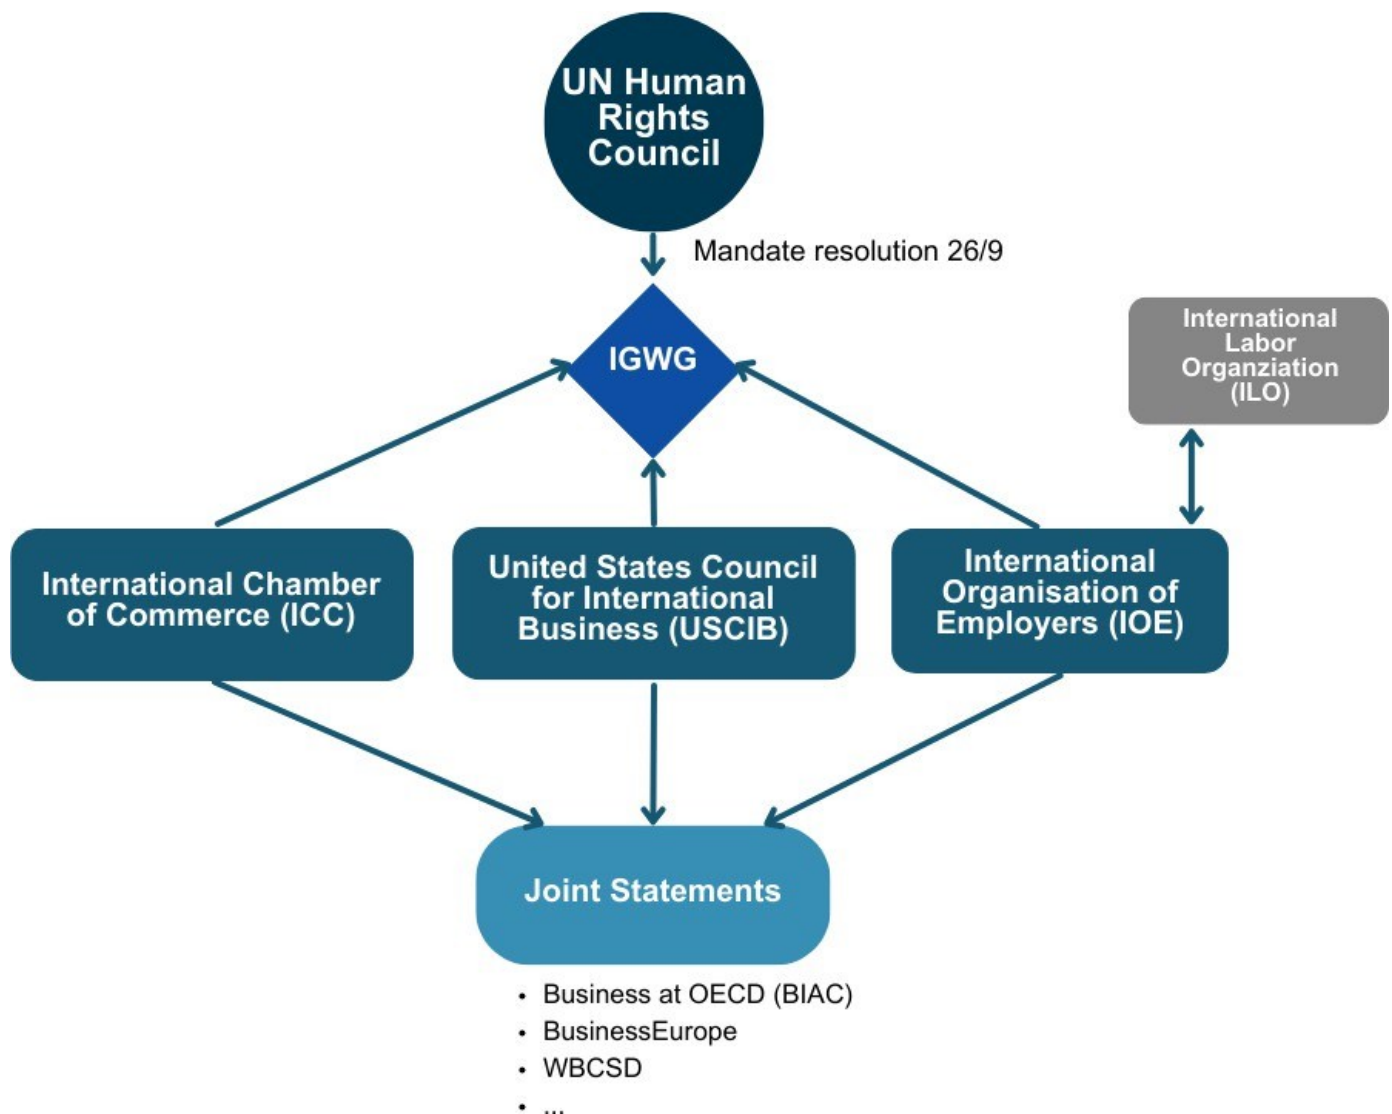 UN Human
Rights
Council
Mandate resolution 26/9
IGWG
International
Labor
Organziation
(ILO)
International Chamber
of Commerce (ICC)
United States Council
for International
Business (USCIB)
International
Organisation of
Employers (IOE)
Joint Statements
• Business at OECD (BIAC)
• BusinessEurope
• WBCSD
• ...